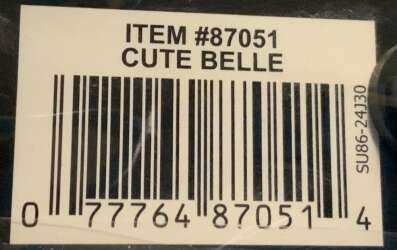 ITEM #87051
CUTE BELLE
SU86-24J30
0 77764 87051 4